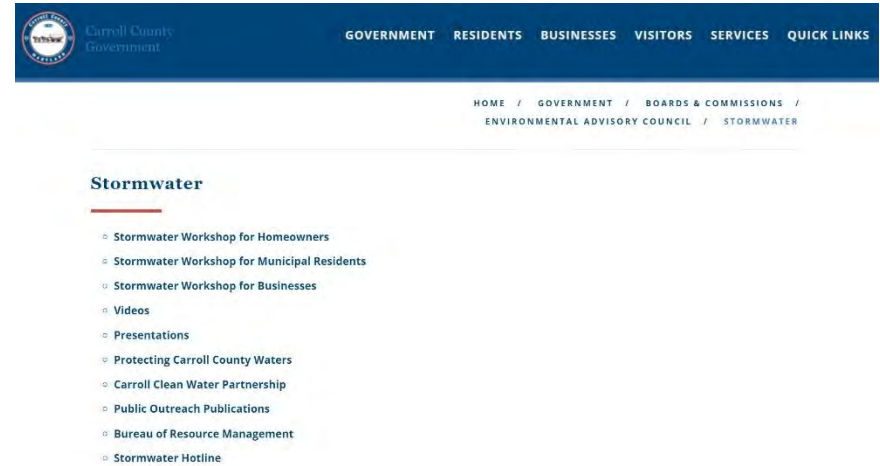 Carroll County
Government
GOVERNMENT RESIDENTS BUSINESSES VISITORS SERVICES QUICK LINKS
HOME / GOVERNMENT / BOARDS & COMMISSIONS /
ENVIRONMENTAL ADVISORY COUNCIL / STORMWATER
Stormwater
Stormwater Workshop for Homeowners
Stormwater Workshop for Municipal Residents
Stormwater Workshop for Businesses
Videos
Presentations
Protecting Carroll County Waters
Carroll Clean Water Partnership
Public Outreach Publications
Bureau of Resource Management
Stormwater Hotline